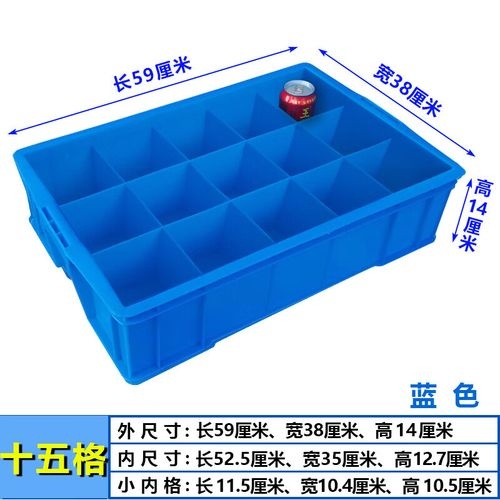 长59厘米
宽38厘米
王
高14厘米
蓝 色
十五格
外 尺 寸：长59厘米、宽38厘米、高14厘米
内 尺 寸：长52.5厘米、宽35厘米、高12.7厘米
小 内 格：长11.5厘米、宽10.4厘米、高10.5厘米